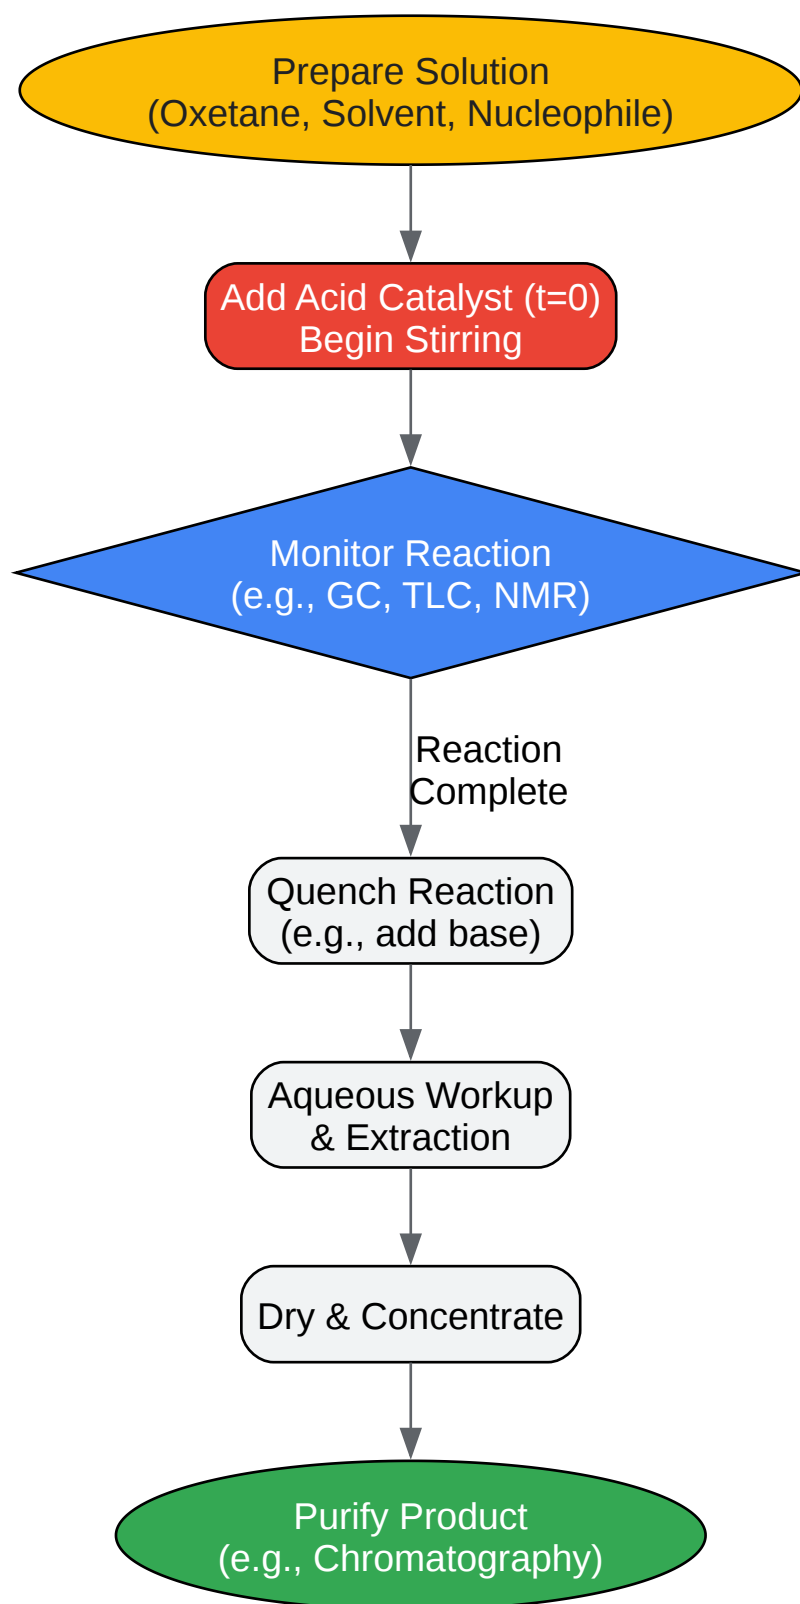 Prepare Solution
(Oxetane, Solvent, Nucleophile)
Add Acid Catalyst (t=0)
Begin Stirring
Monitor Reaction
(e.g., GC, TLC, NMR)
Reaction
Complete
Quench Reaction
(e.g., add base)
Aqueous Workup
& Extraction
Dry & Concentrate
Purify Product
(e.g., Chromatography)